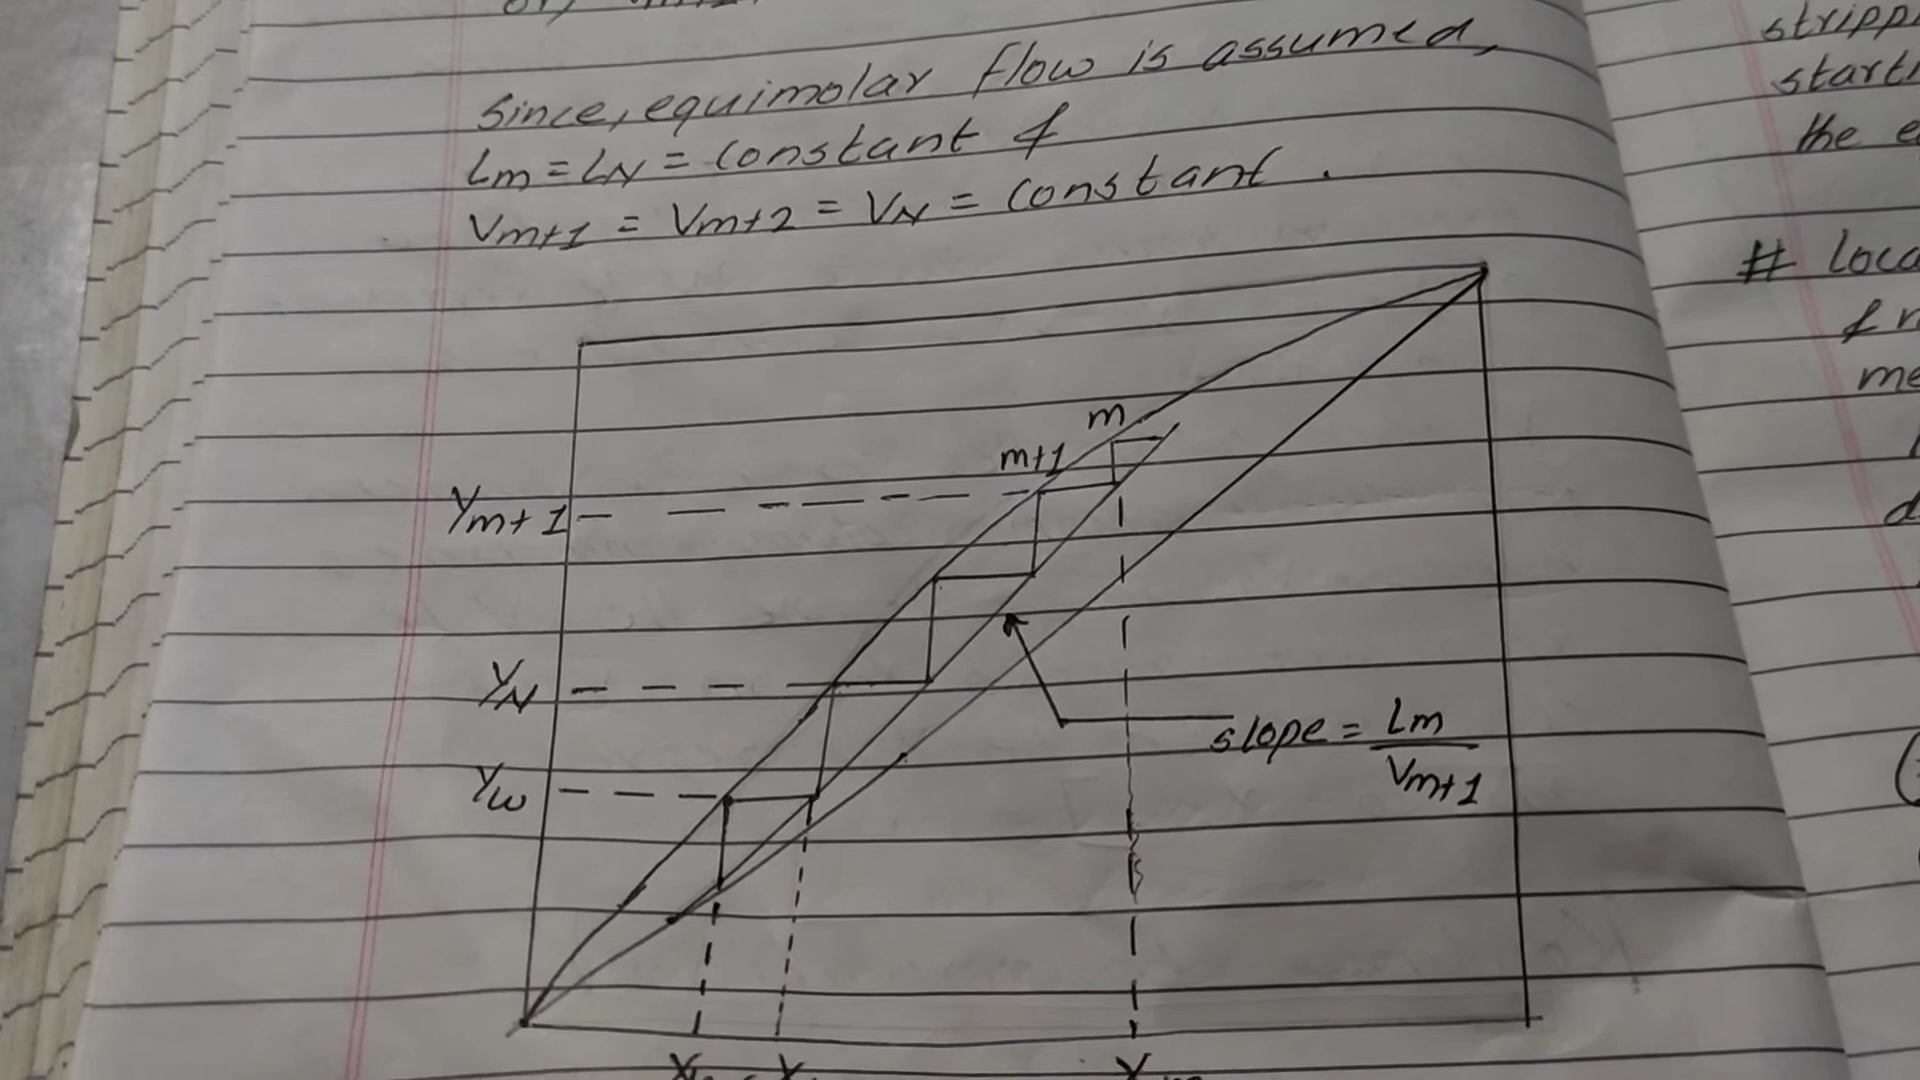 Since, equimolar flow is assumed,
Lm = LN = constant &
Vm+1 = Vm+2 = VN = constant.
m
m+1
Ym+1
YN
slope = Lm
Vm+1
Yw
# Loca